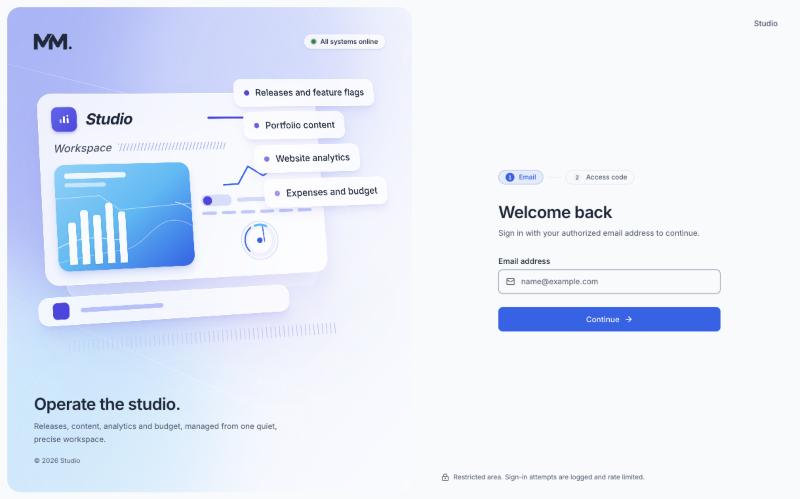 MM.
All systems online
Studio
Workspace
Releases and feature flags
Portfolio content
Website analytics
Expenses and budget
Operate the studio.
Releases, content, analytics and budget, managed from one quiet,
precise workspace.
© 2026 Studio
Studio
1 Email
2 Access code
Welcome back
Sign in with your authorized email address to continue.
Email address
name@example.com
Continue →
Restricted area. Sign-in attempts are logged and rate limited.